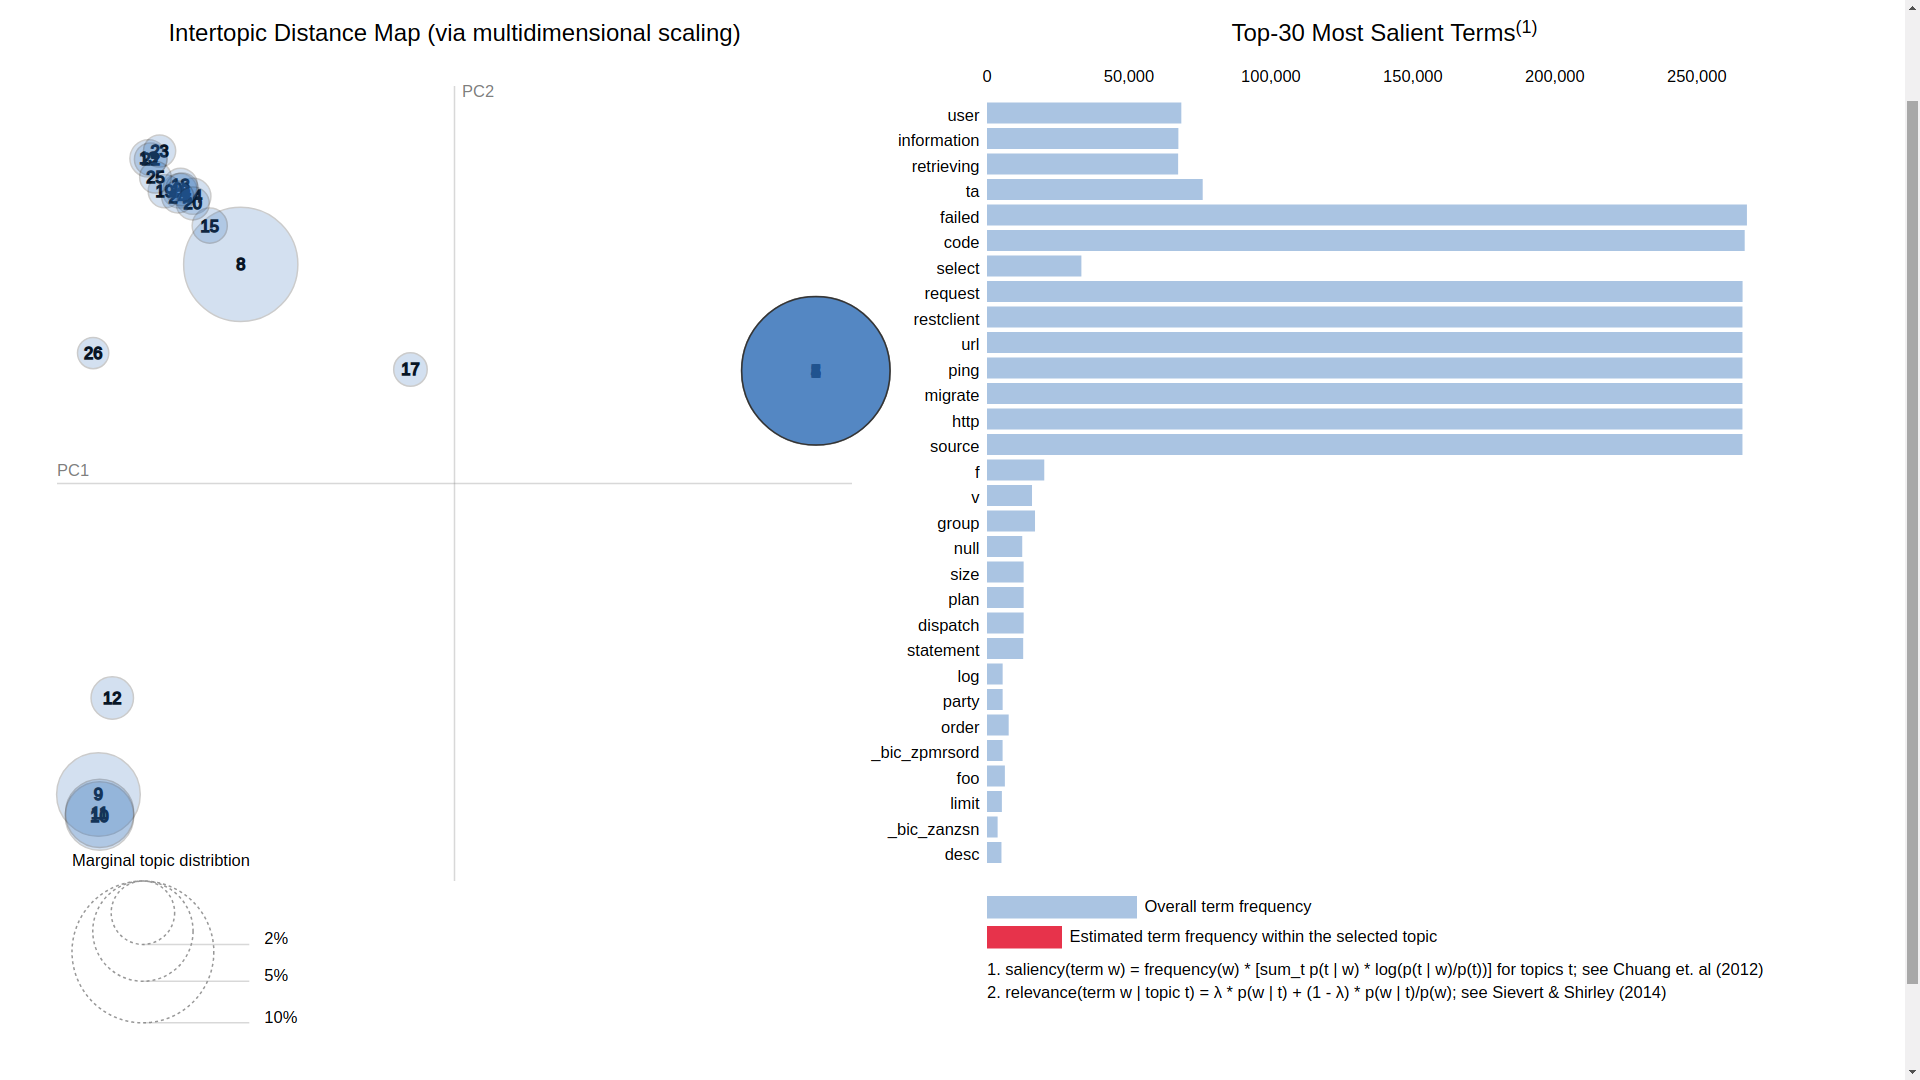 Intertopic Distance Map (via multidimensional scaling)
PC2
PC1
23
25
15
8
26
17
12
9
20
Marginal topic distribtion
2%
5%
10%
Top-30 Most Salient Terms(1)
0 50,000 100,000 150,000 200,000 250,000
user
information
retrieving
ta
failed
code
select
request
restclient
url
ping
migrate
http
source
f
v
group
null
size
plan
dispatch
statement
log
party
order
_bic_zpmrsord
foo
limit
_bic_zanzsn
desc
Overall term frequency
Estimated term frequency within the selected topic
1. saliency(term w) = frequency(w) * [sum_t p(t | w) * log(p(t | w)/p(t))] for topics t; see Chuang et. al (2012)
2. relevance(term w | topic t) = λ * p(w | t) + (1 - λ) * p(w | t)/p(w); see Sievert & Shirley (2014)